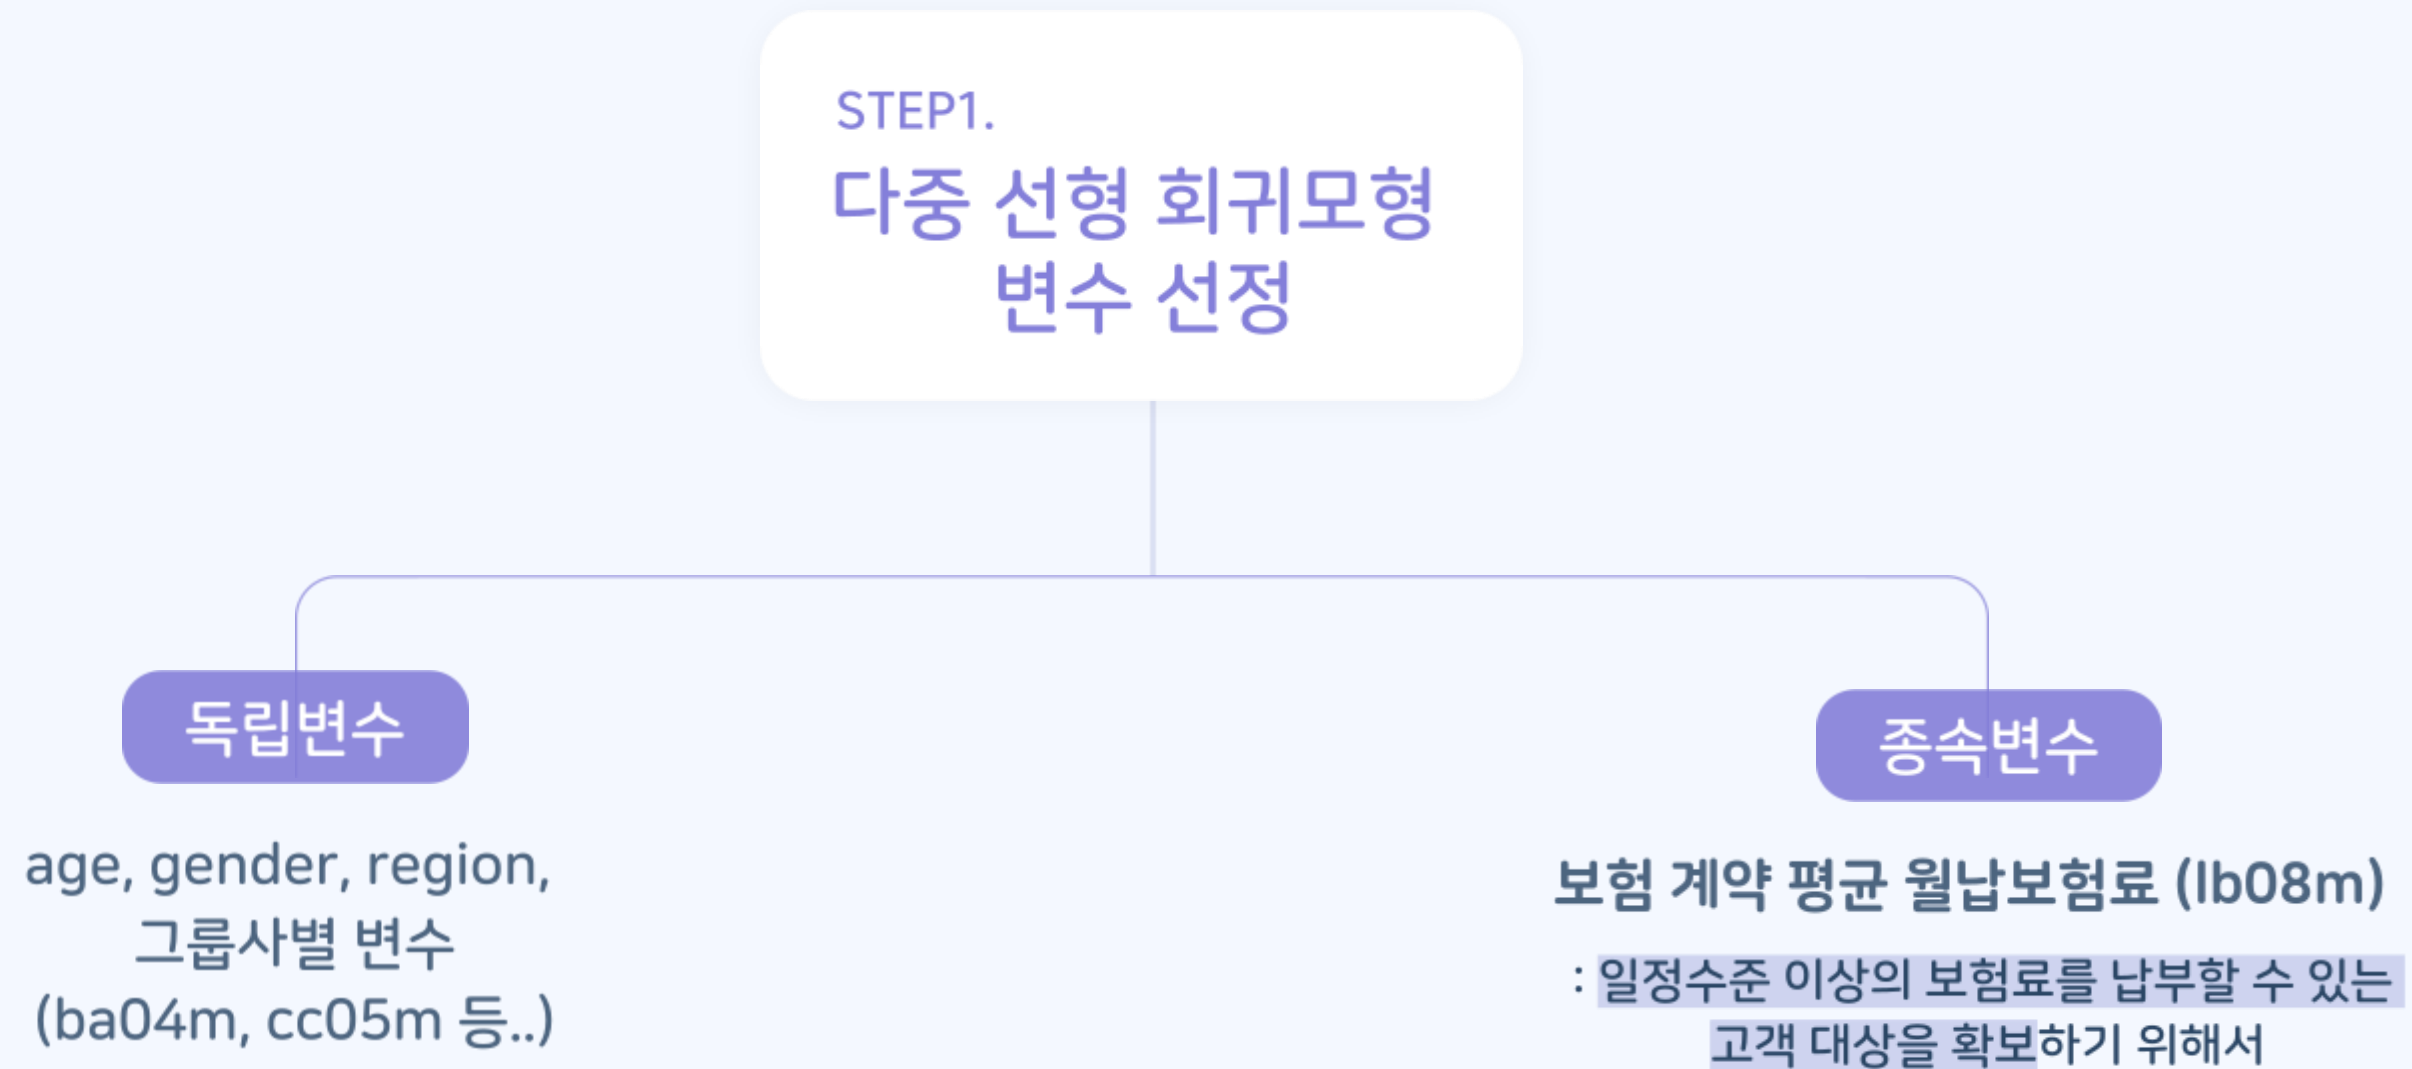 STEP1.
다중 선형 회귀모형
변수 선정
독립변수
age, gender, region,
그룹사별 변수
(ba04m, cc05m 등..)
종속변수
보험 계약 평균 월납보험료 (lb08m)
: 일정수준 이상의 보험료를 납부할 수 있는
고객 대상을 확보하기 위해서